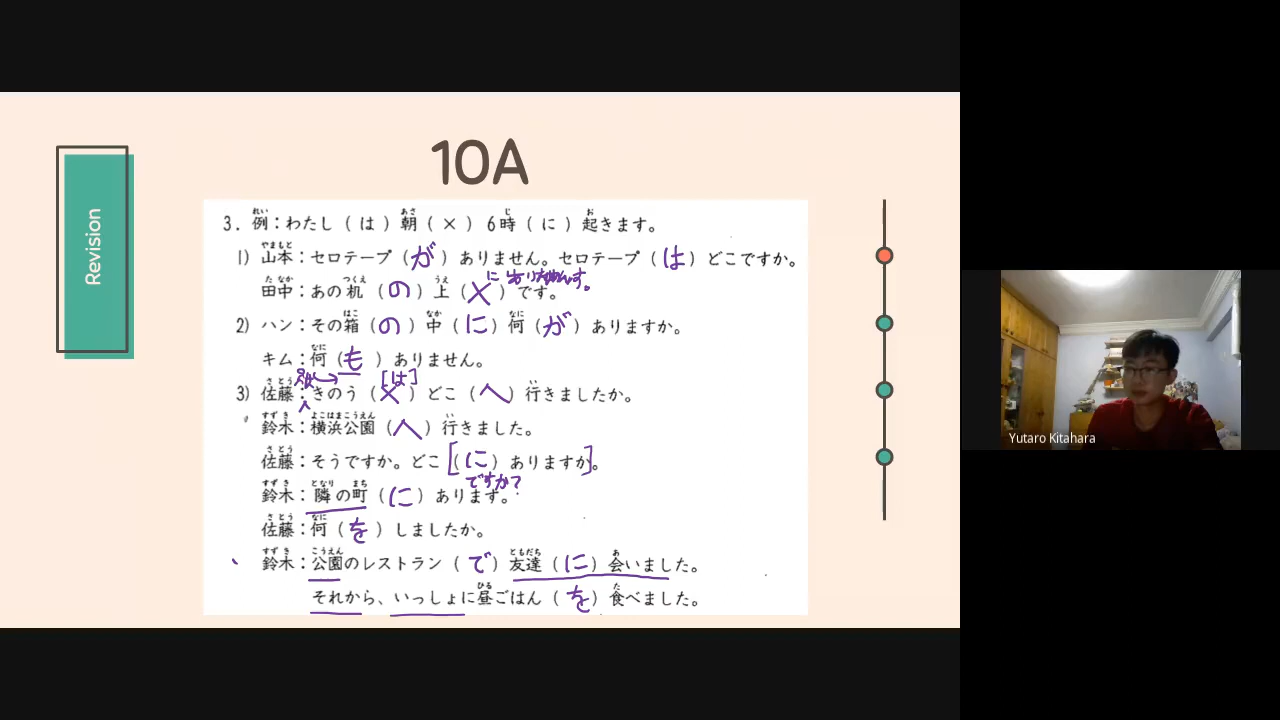 Revision
10A
3. 例：わたし（は）朝（×）6時（に）起きます。
1) 山本：セロテープ（が）ありません。セロテープ（は）どこですか。
に あります。
田中：あの机（の）上（×）です。
2) ハン：その箱（の）中（に）何（が）ありますか。
キム：何（も）ありません。
[は]
3) 佐藤：きのう（×）どこ（へ）行きましたか。
鈴木：横浜公園（へ）行きました。
佐藤：そうですか。どこ［（に）ありますか］。
ですか？
鈴木：隣の町（に）あります。
佐藤：何（を）しましたか。
鈴木：公園のレストラン（で）友達（に）会いました。
それから、いっしょに昼ごはん（を）食べました。
Yutaro Kitahara